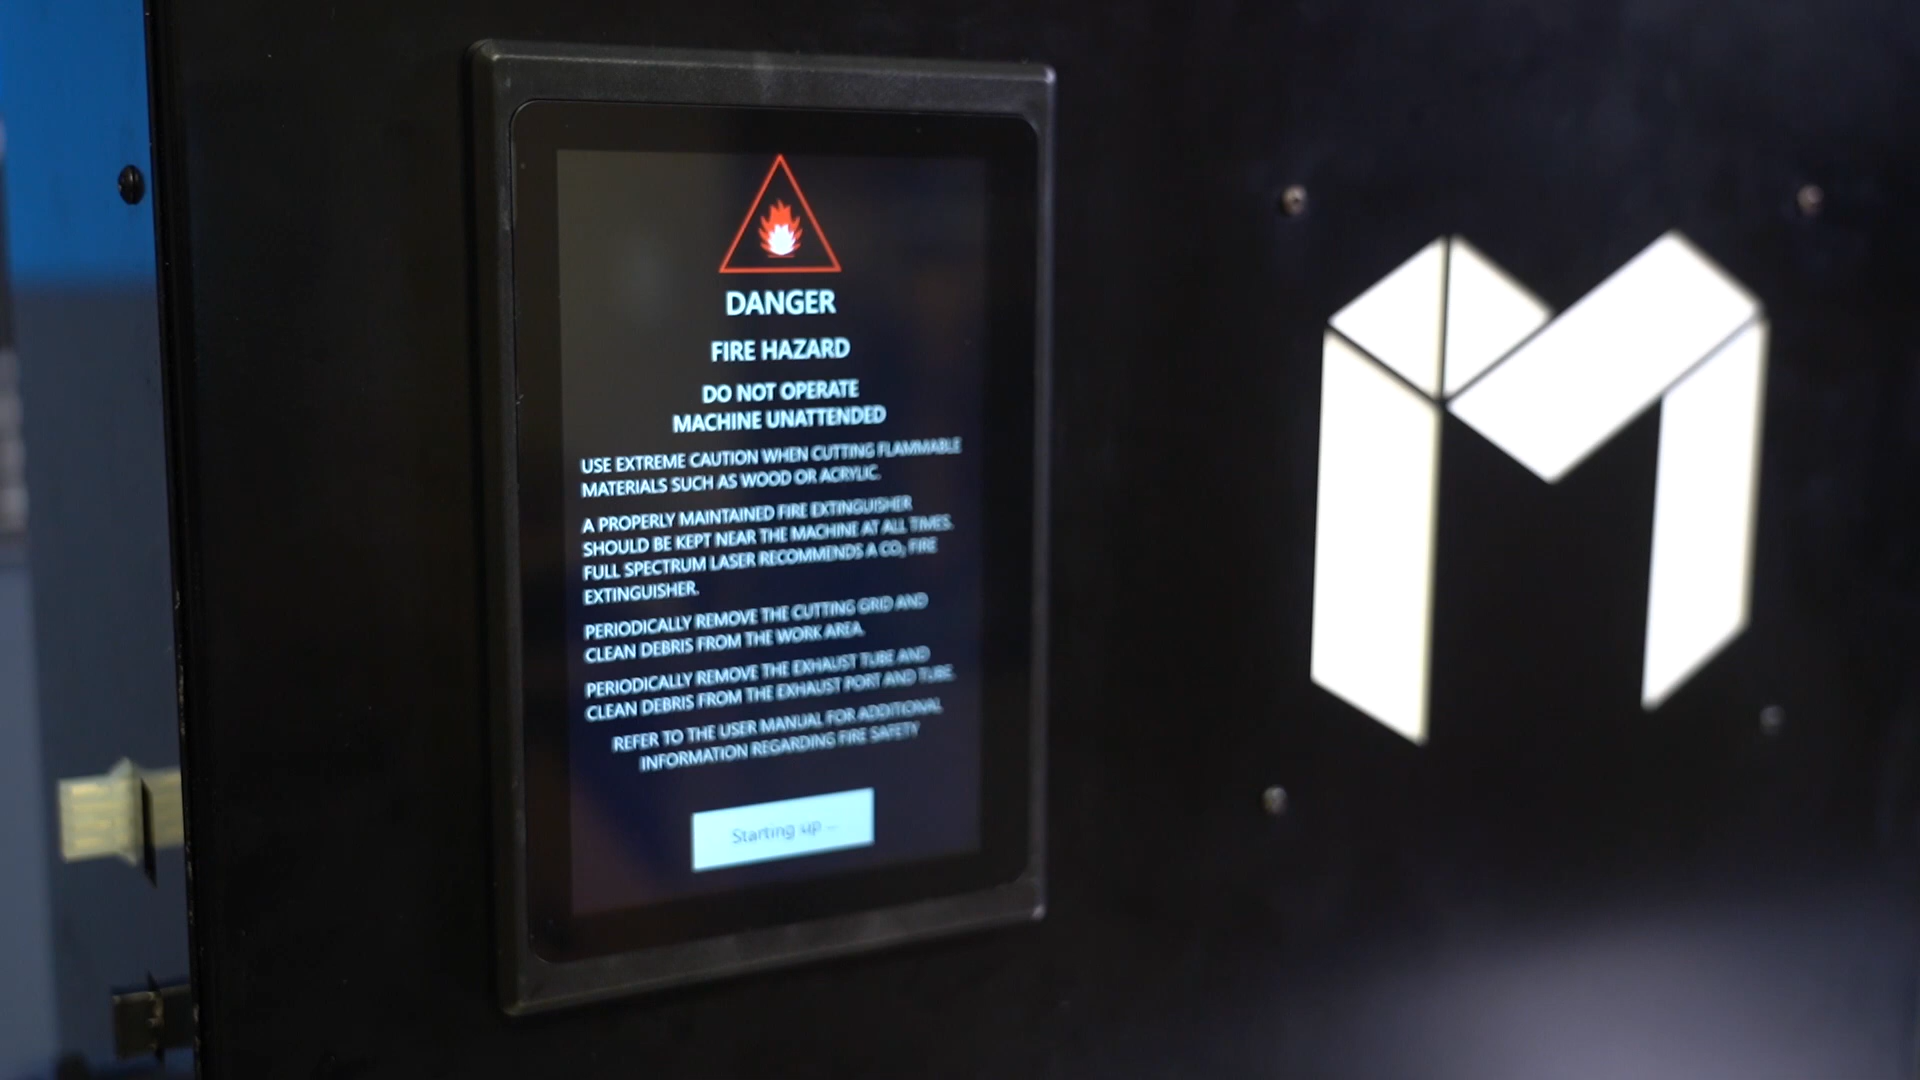 DANGER
FIRE HAZARD
DO NOT OPERATE
MACHINE UNATTENDED
USE EXTREME CAUTION WHEN CUTTING FLAMMABLE
MATERIALS SUCH AS WOOD OR ACRYLIC.
A PROPERLY MAINTAINED FIRE EXTINGUISHER
SHOULD BE KEPT NEAR THE MACHINE AT ALL TIMES.
FULL SPECTRUM LASER RECOMMENDS A CO₂ FIRE
EXTINGUISHER.
PERIODICALLY REMOVE THE CUTTING GRID AND
CLEAN DEBRIS FROM THE WORK AREA.
PERIODICALLY REMOVE THE EXHAUST TUBE AND
CLEAN DEBRIS FROM THE EXHAUST PORT AND TUBE.
REFER TO THE USER MANUAL FOR ADDITIONAL
INFORMATION REGARDING FIRE SAFETY
Starting up ...